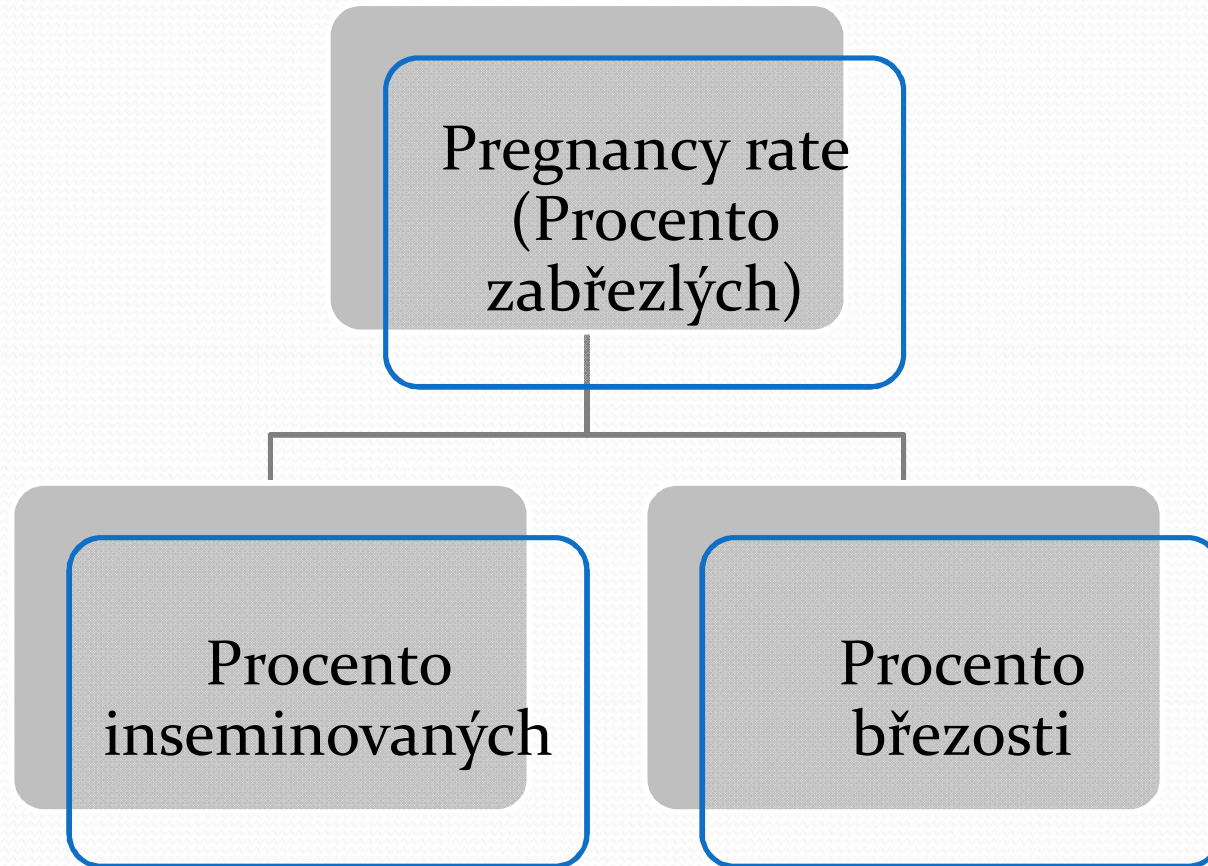 Pregnancy rate
(Procento
zabřezlých)
Procento
inseminovaných
Procento
březosti